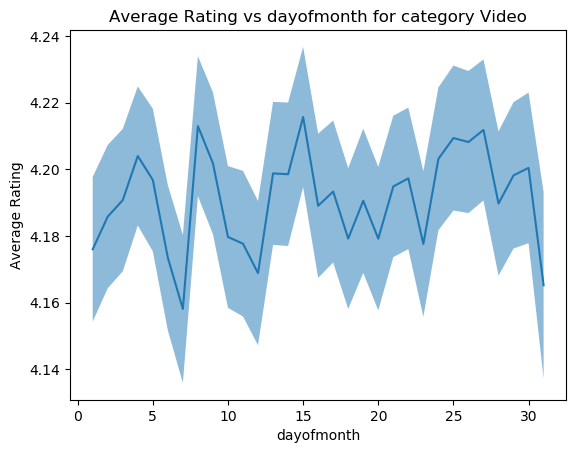 Average Rating vs dayofmonth for category Video
4.24
4.22
4.20
4.18
4.16
4.14
Average Rating
0 5 10 15 20 25 30
dayofmonth